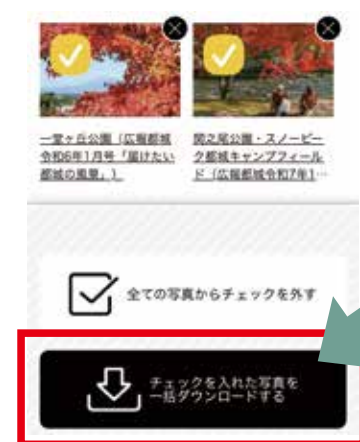 一堂ヶ丘公園（広報都城
令和6年1月号「届けたい
都城の風景」）
関之尾公園・スノーピー
ク都城キャンプフィール
ド（広報都城令和7年1…
全ての写真からチェックを外す
チェックを入れた写真を
一括ダウンロードする